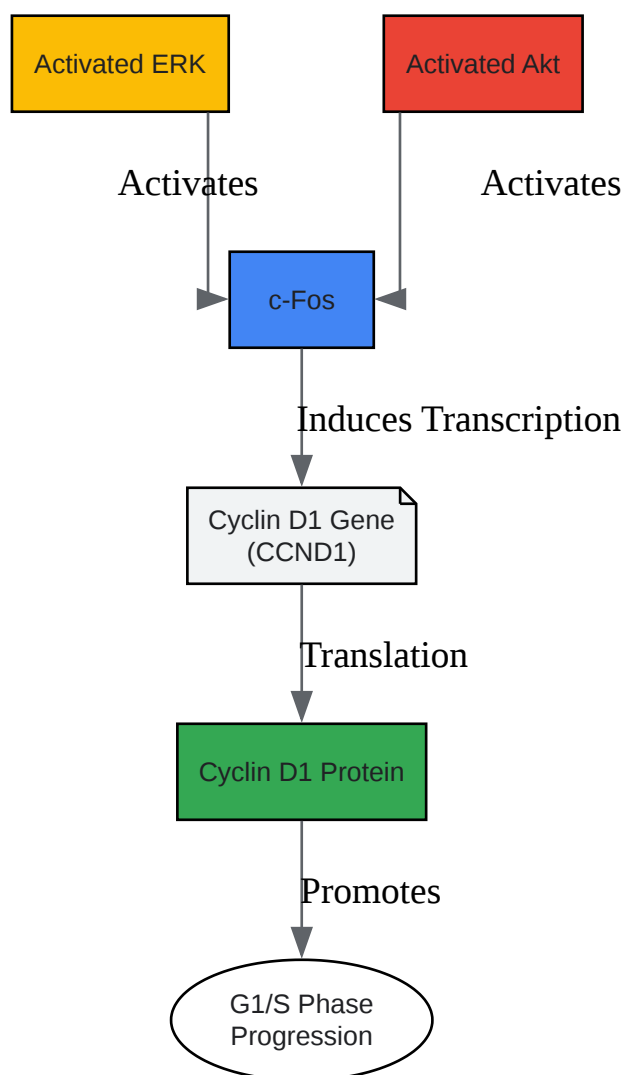 Activated ERK
Activated Akt
Activates
Activates
c-Fos
Induces Transcription
Cyclin D1 Gene
(CCND1)
Translation
Cyclin D1 Protein
Promotes
G1/S Phase
Progression